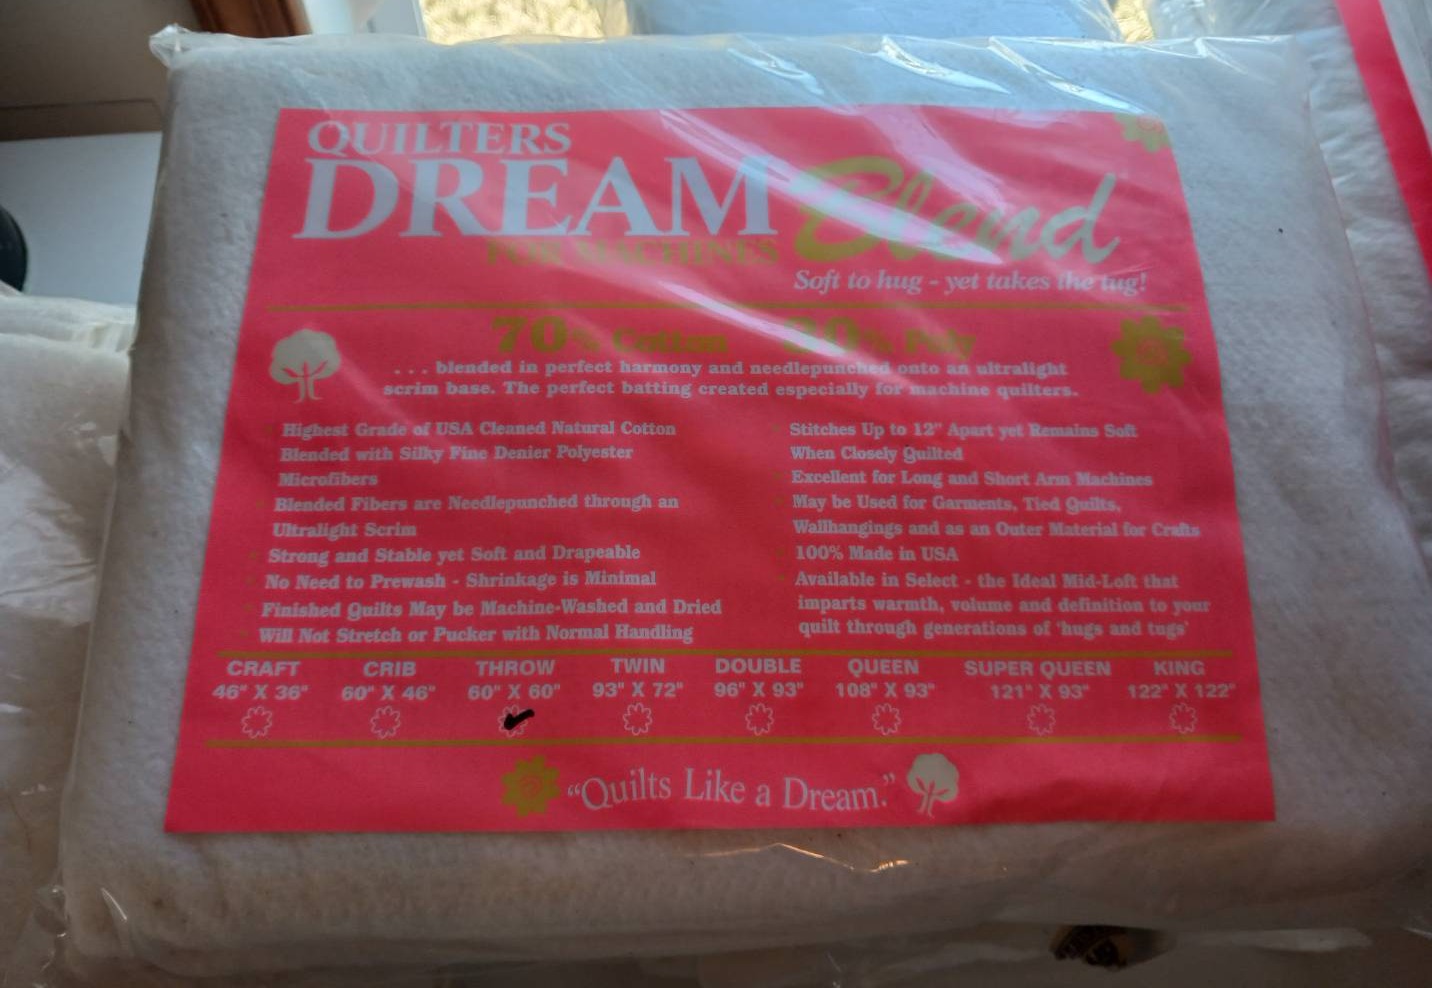 QUILTERS
DREAM Blend
FOR MACHINES
Soft to hug - yet takes the tug!
70% Cotton 30% Poly
. . . blended in perfect harmony and needlepunched onto an ultralight
scrim base. The perfect batting created especially for machine quilters.
Highest Grade of USA Cleaned Natural Cotton
Blended with Silky Fine Denier Polyester
Microfibers
Blended Fibers are Needlepunched through an
Ultralight Scrim
Strong and Stable yet Soft and Drapeable
No Need to Prewash - Shrinkage is Minimal
Finished Quilts May be Machine-Washed and Dried
Will Not Stretch or Pucker with Normal Handling
Stitches Up to 12" Apart yet Remains Soft
When Closely Quilted
Excellent for Long and Short Arm Machines
May be Used for Garments, Tied Quilts,
Wallhangings and as an Outer Material for Crafts
100% Made in USA
Available in Select - the Ideal Mid-Loft that
imparts warmth, volume and definition to your
quilt through generations of 'hugs and tugs'
CRAFT CRIB THROW TWIN DOUBLE QUEEN SUPER QUEEN KING
46" X 36" 60" X 46" 60" X 60" 93" X 72" 96" X 93" 108" X 93" 121" X 93" 122" X 122"
"Quilts Like a Dream."